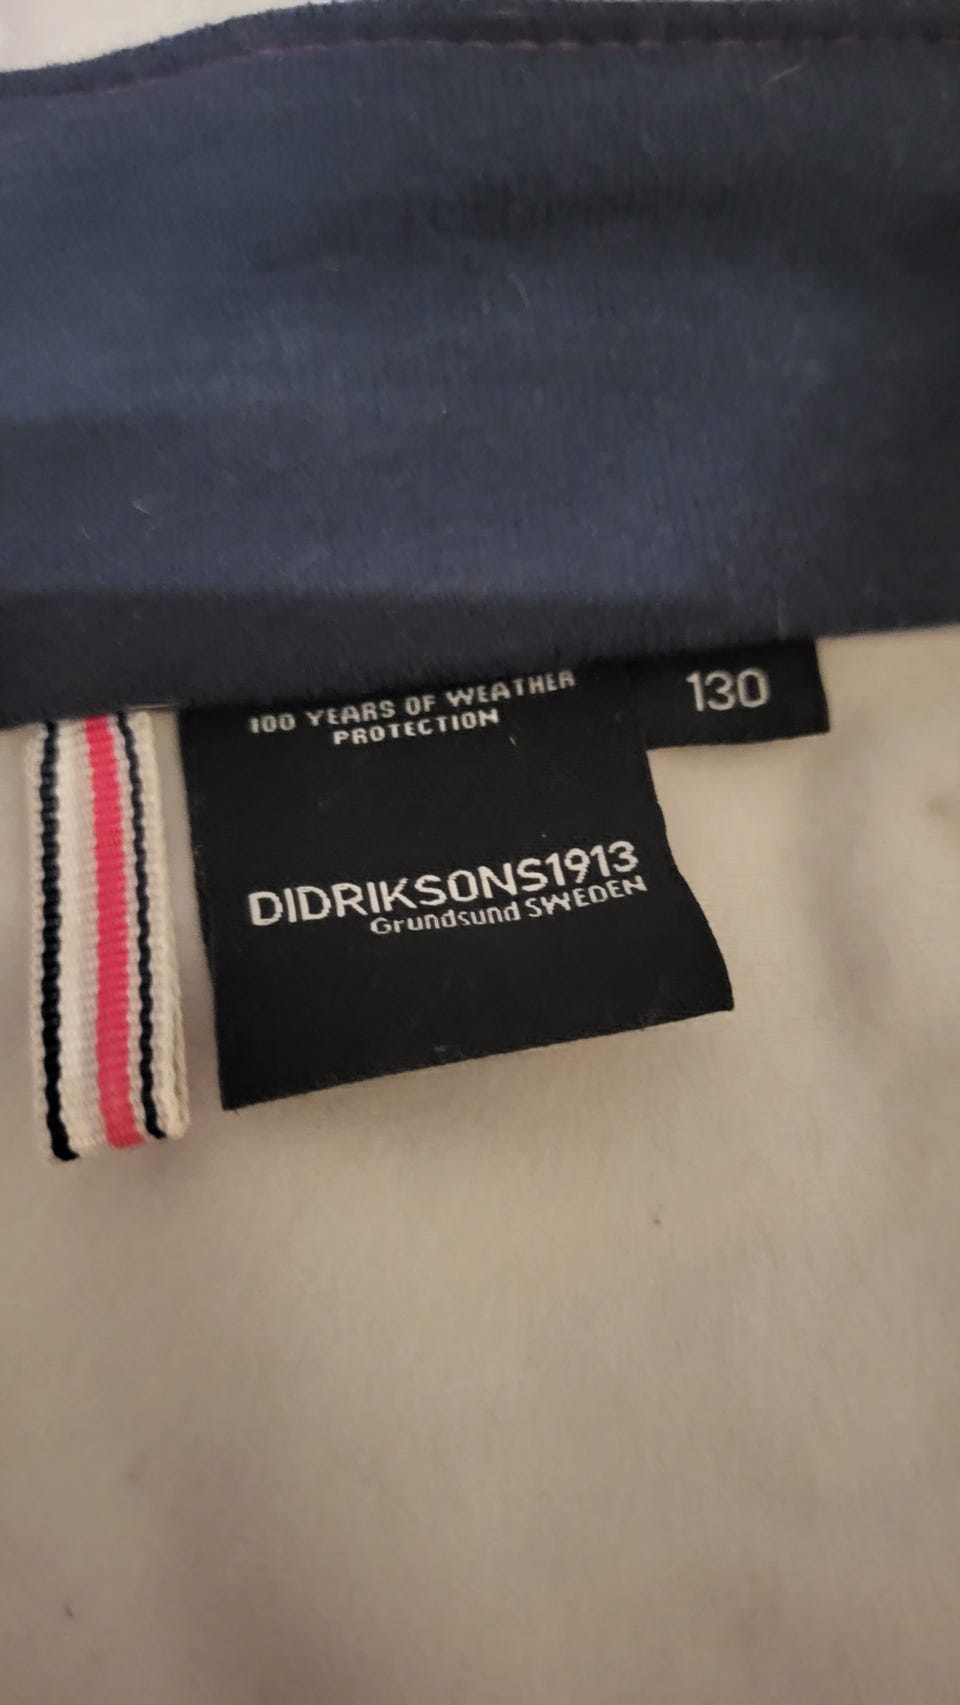 100 YEARS OF WEATHER
PROTECTION
130
DIDRIKSONS1913
Grundsund SWEDEN